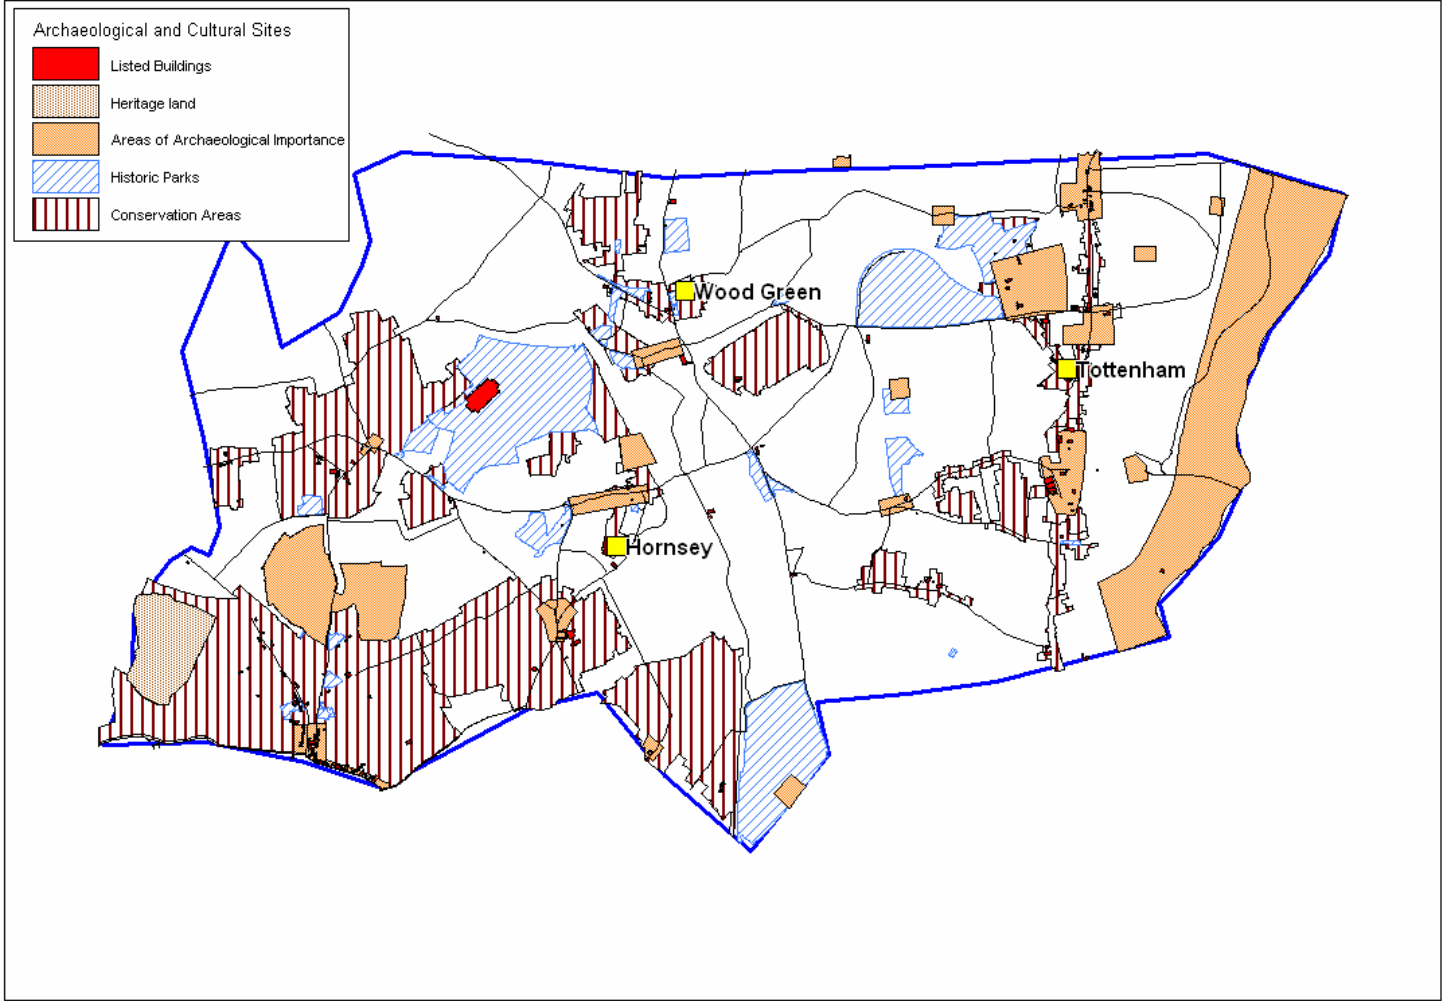 Archaeological and Cultural Sites
Listed Buildings
Heritage land
Areas of Archaeological Importance
Historic Parks
Conservation Areas
Wood Green
Tottenham
Hornsey